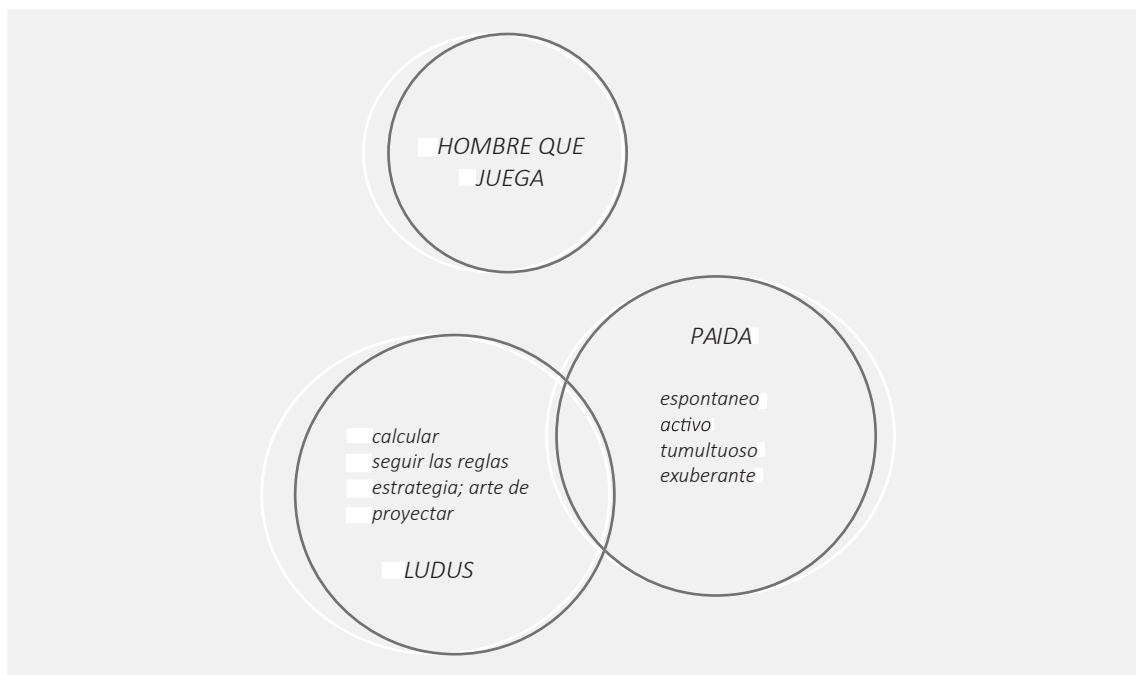 HOMBRE QUE
JUEGA
PAIDA
espontaneo
activo
tumultuoso
exuberante
calcular
seguir las reglas
estrategia; arte de
proyectar
LUDUS